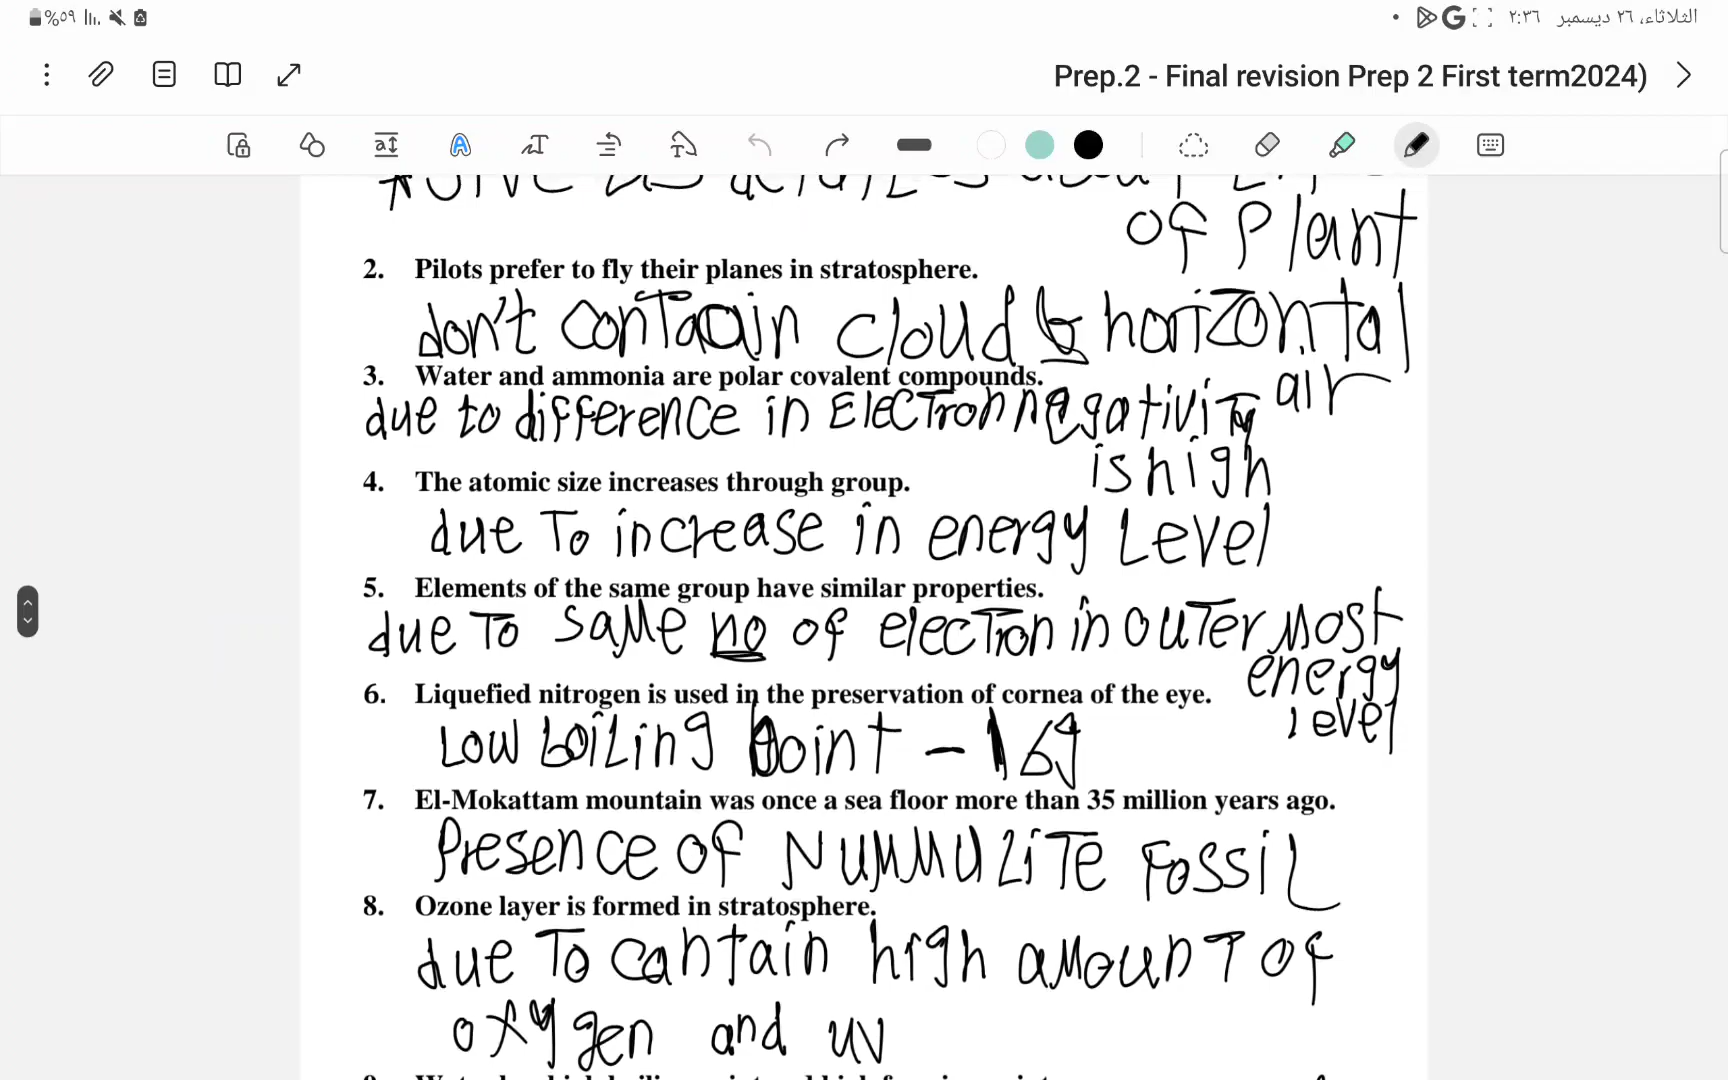 %٥٩
الثلاثاء، ٢٦ ديسمبر ٢:٣٦
Prep.2 - Final revision Prep 2 First term2024)
of Plant
2. Pilots prefer to fly their planes in stratosphere.
don't contain cloud & horizontal
air
3. Water and ammonia are polar covalent compounds.
due to difference in Electronnegativity
is high
4. The atomic size increases through group.
due To increase in energy Level
5. Elements of the same group have similar properties.
due To same no of electron in outer most
energy
level
6. Liquefied nitrogen is used in the preservation of cornea of the eye.
Low boiling point - 169
7. El-Mokattam mountain was once a sea floor more than 35 million years ago.
Presence of Nummulite Fossil
8. Ozone layer is formed in stratosphere.
due To cantain high amount of
oxygen and uv